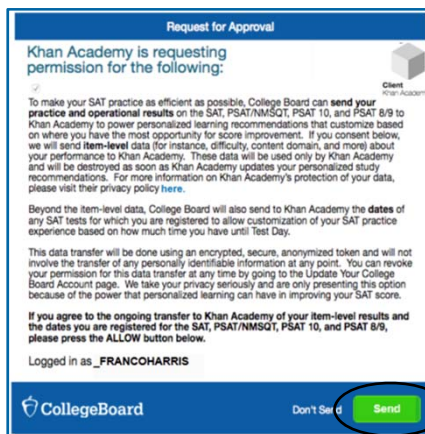 Request for Approval
Khan Academy is requesting
permission for the following:
Client
Khan Academy
To make your SAT practice as efficient as possible, College Board can send your
practice and operational results on the SAT, PSAT/NMSQT, PSAT 10, and PSAT 8/9 to
Khan Academy to power personalized learning recommendations that customize based
on where you have the most opportunity for score improvement. If you consent below,
we will send item-level data (for instance, difficulty, content domain, and more) about
your performance to Khan Academy. These data will be used only by Khan Academy
and will be destroyed as soon as Khan Academy updates your personalized study
recommendations. For more information on Khan Academy's protection of your data,
please visit their privacy policy here.
Beyond the item-level data, College Board will also send to Khan Academy the dates of
any SAT tests for which you are registered to allow customization of your SAT practice
experience based on how much time you have until Test Day.
This data transfer will be done using an encrypted, secure, anonymized token and will not
involve the transfer of any personally identifiable information at any point. You can revoke
your permission for this data transfer at any time by going to the Update Your College
Board Account page. We take your privacy seriously and are only presenting this option
because of the power that personalized learning can have in improving your SAT score.
If you agree to the ongoing transfer to Khan Academy of your item-level results and
the dates you are registered for the SAT, PSAT/NMSQT, PSAT 10, and PSAT 8/9,
please press the ALLOW button below.
Logged in as _FRANCOHARRIS
CollegeBoard
Don't Send
Send